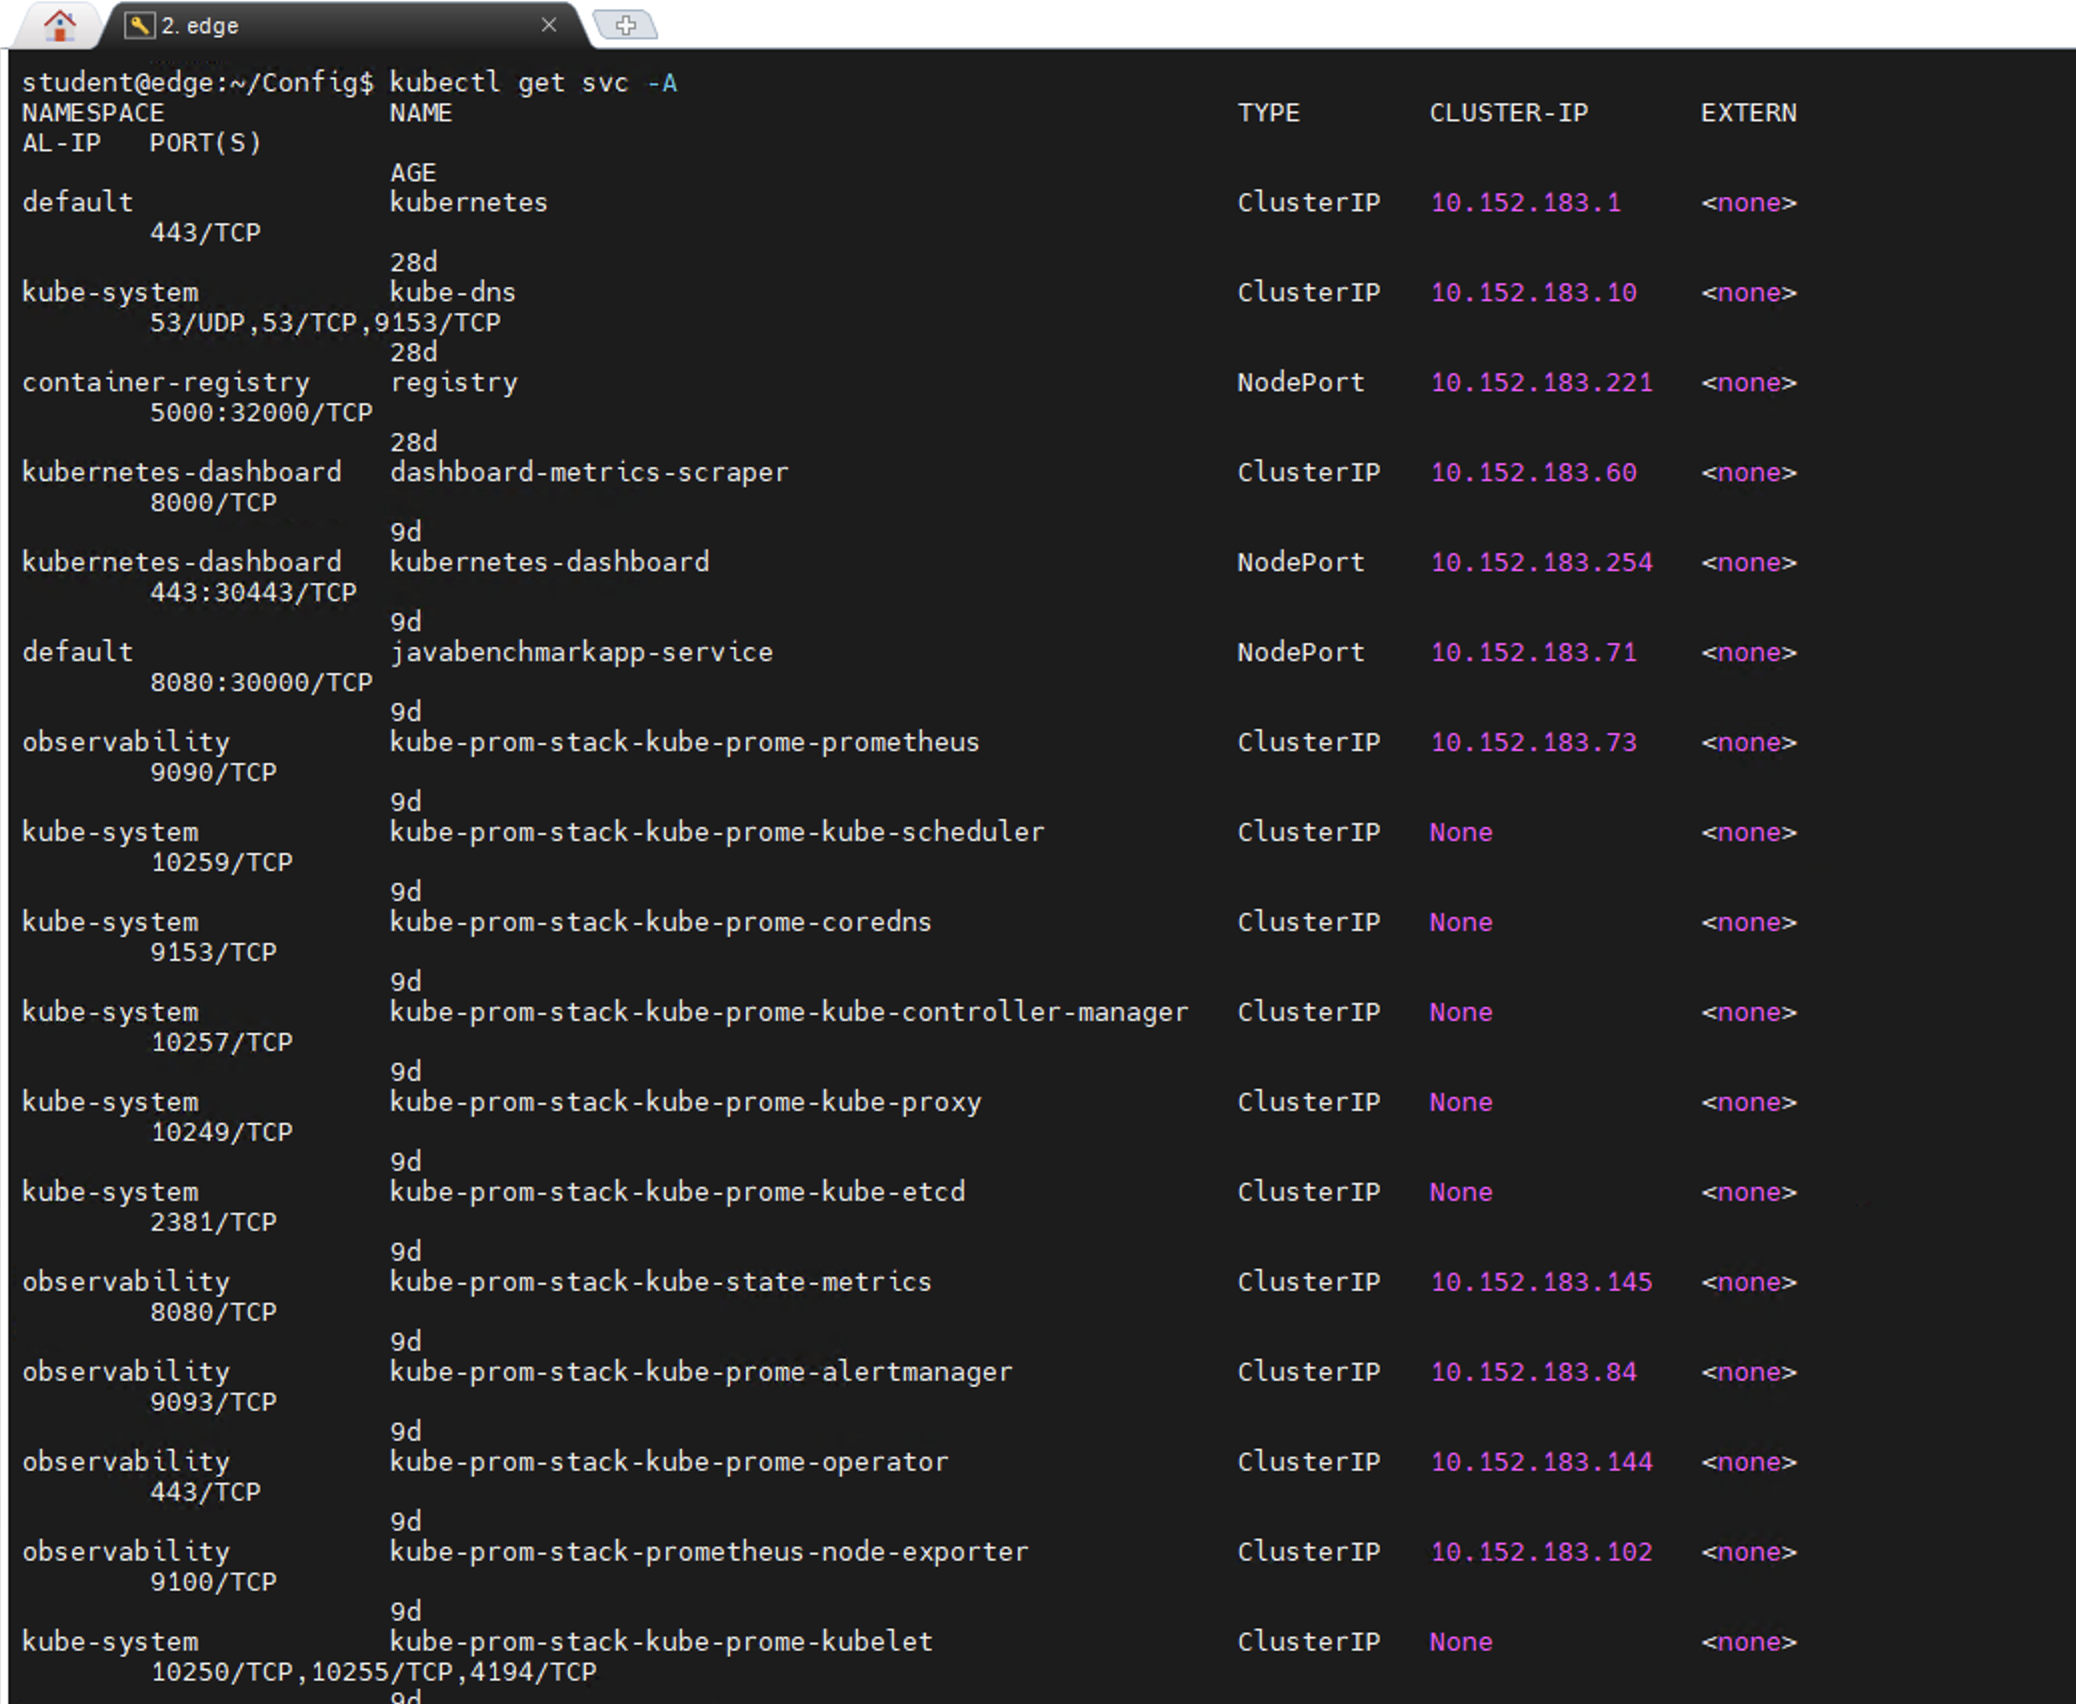 2. edge
student@edge:~/Config$ kubectl get svc -A
NAMESPACE NAME TYPE CLUSTER-IP EXTERN
AL-IP PORT(S)
AGE
default kubernetes ClusterIP 10.152.183.1 <none>
443/TCP
28d
kube-system kube-dns ClusterIP 10.152.183.10 <none>
53/UDP,53/TCP,9153/TCP
28d
container-registry registry NodePort 10.152.183.221 <none>
5000:32000/TCP
28d
kubernetes-dashboard dashboard-metrics-scraper ClusterIP 10.152.183.60 <none>
8000/TCP
9d
kubernetes-dashboard kubernetes-dashboard NodePort 10.152.183.254 <none>
443:30443/TCP
9d
default javabenchmarkapp-service NodePort 10.152.183.71 <none>
8080:30000/TCP
9d
observability kube-prom-stack-kube-prome-prometheus ClusterIP 10.152.183.73 <none>
9090/TCP
9d
kube-system kube-prom-stack-kube-prome-kube-scheduler ClusterIP None <none>
10259/TCP
9d
kube-system kube-prom-stack-kube-prome-coredns ClusterIP None <none>
9153/TCP
9d
kube-system kube-prom-stack-kube-prome-kube-controller-manager ClusterIP None <none>
10257/TCP
9d
kube-system kube-prom-stack-kube-prome-kube-proxy ClusterIP None <none>
10249/TCP
9d
kube-system kube-prom-stack-kube-prome-kube-etcd ClusterIP None <none>
2381/TCP
9d
observability kube-prom-stack-kube-state-metrics ClusterIP 10.152.183.145 <none>
8080/TCP
9d
observability kube-prom-stack-kube-prome-alertmanager ClusterIP 10.152.183.84 <none>
9093/TCP
9d
observability kube-prom-stack-kube-prome-operator ClusterIP 10.152.183.144 <none>
443/TCP
9d
observability kube-prom-stack-prometheus-node-exporter ClusterIP 10.152.183.102 <none>
9100/TCP
9d
kube-system kube-prom-stack-kube-prome-kubelet ClusterIP None <none>
10250/TCP,10255/TCP,4194/TCP
9d